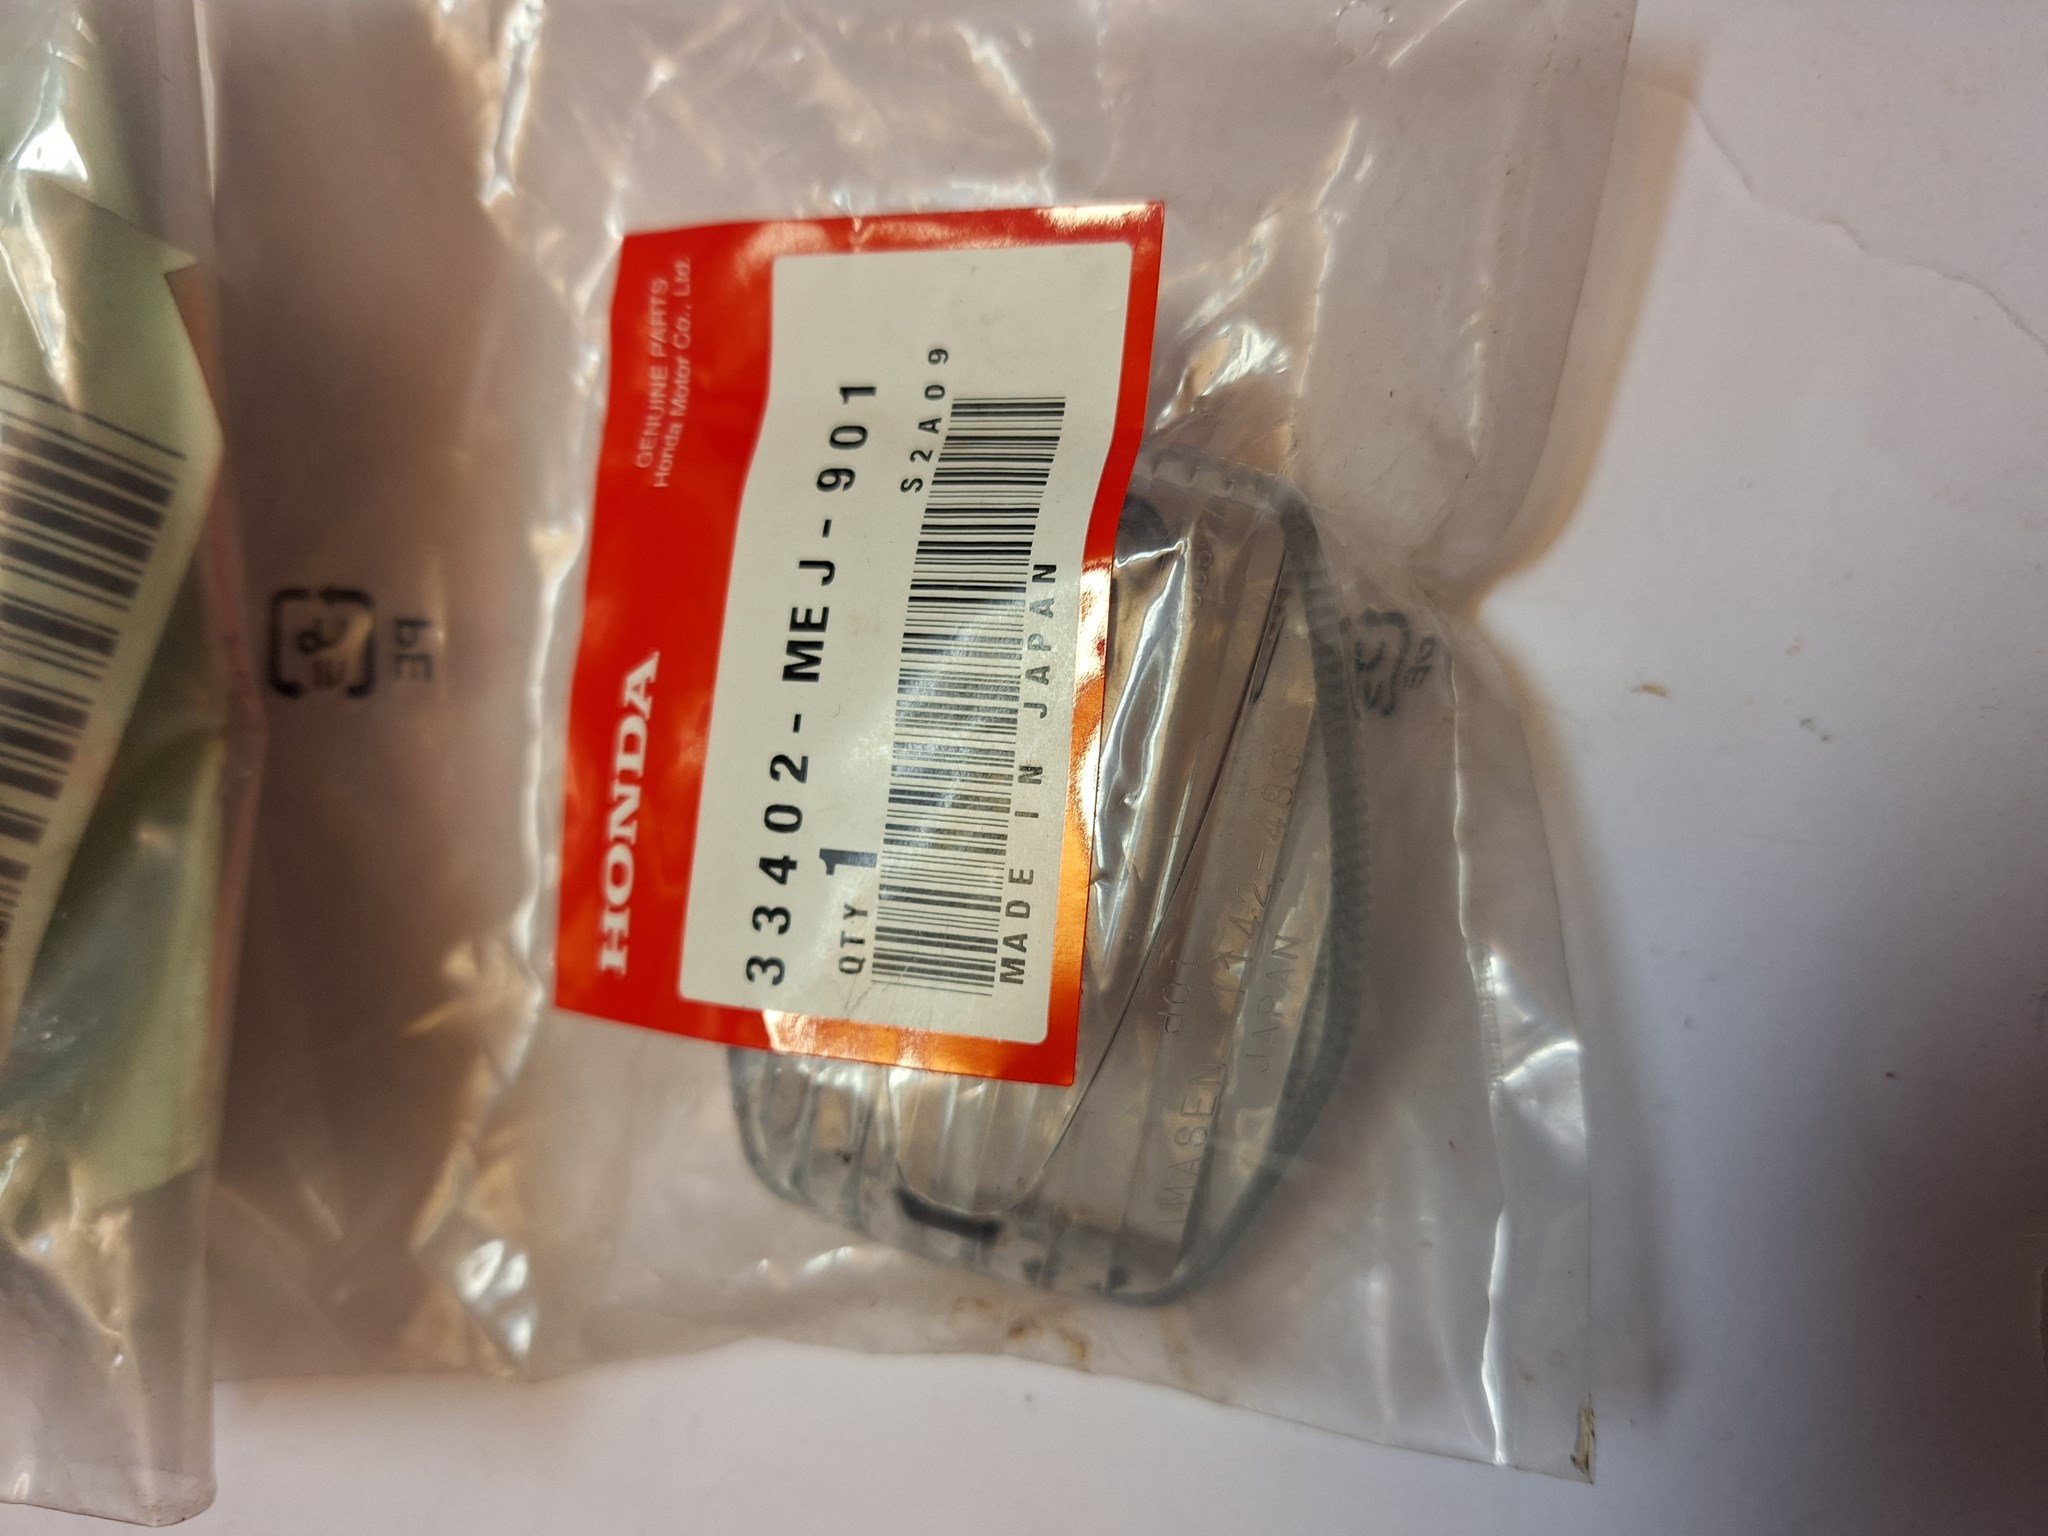 HONDA
GENUINE PARTS
Honda Motor Co., Ltd.
33402-MEJ-901
QTY 1
S2A09
MADE IN JAPAN
PE
JAPAN